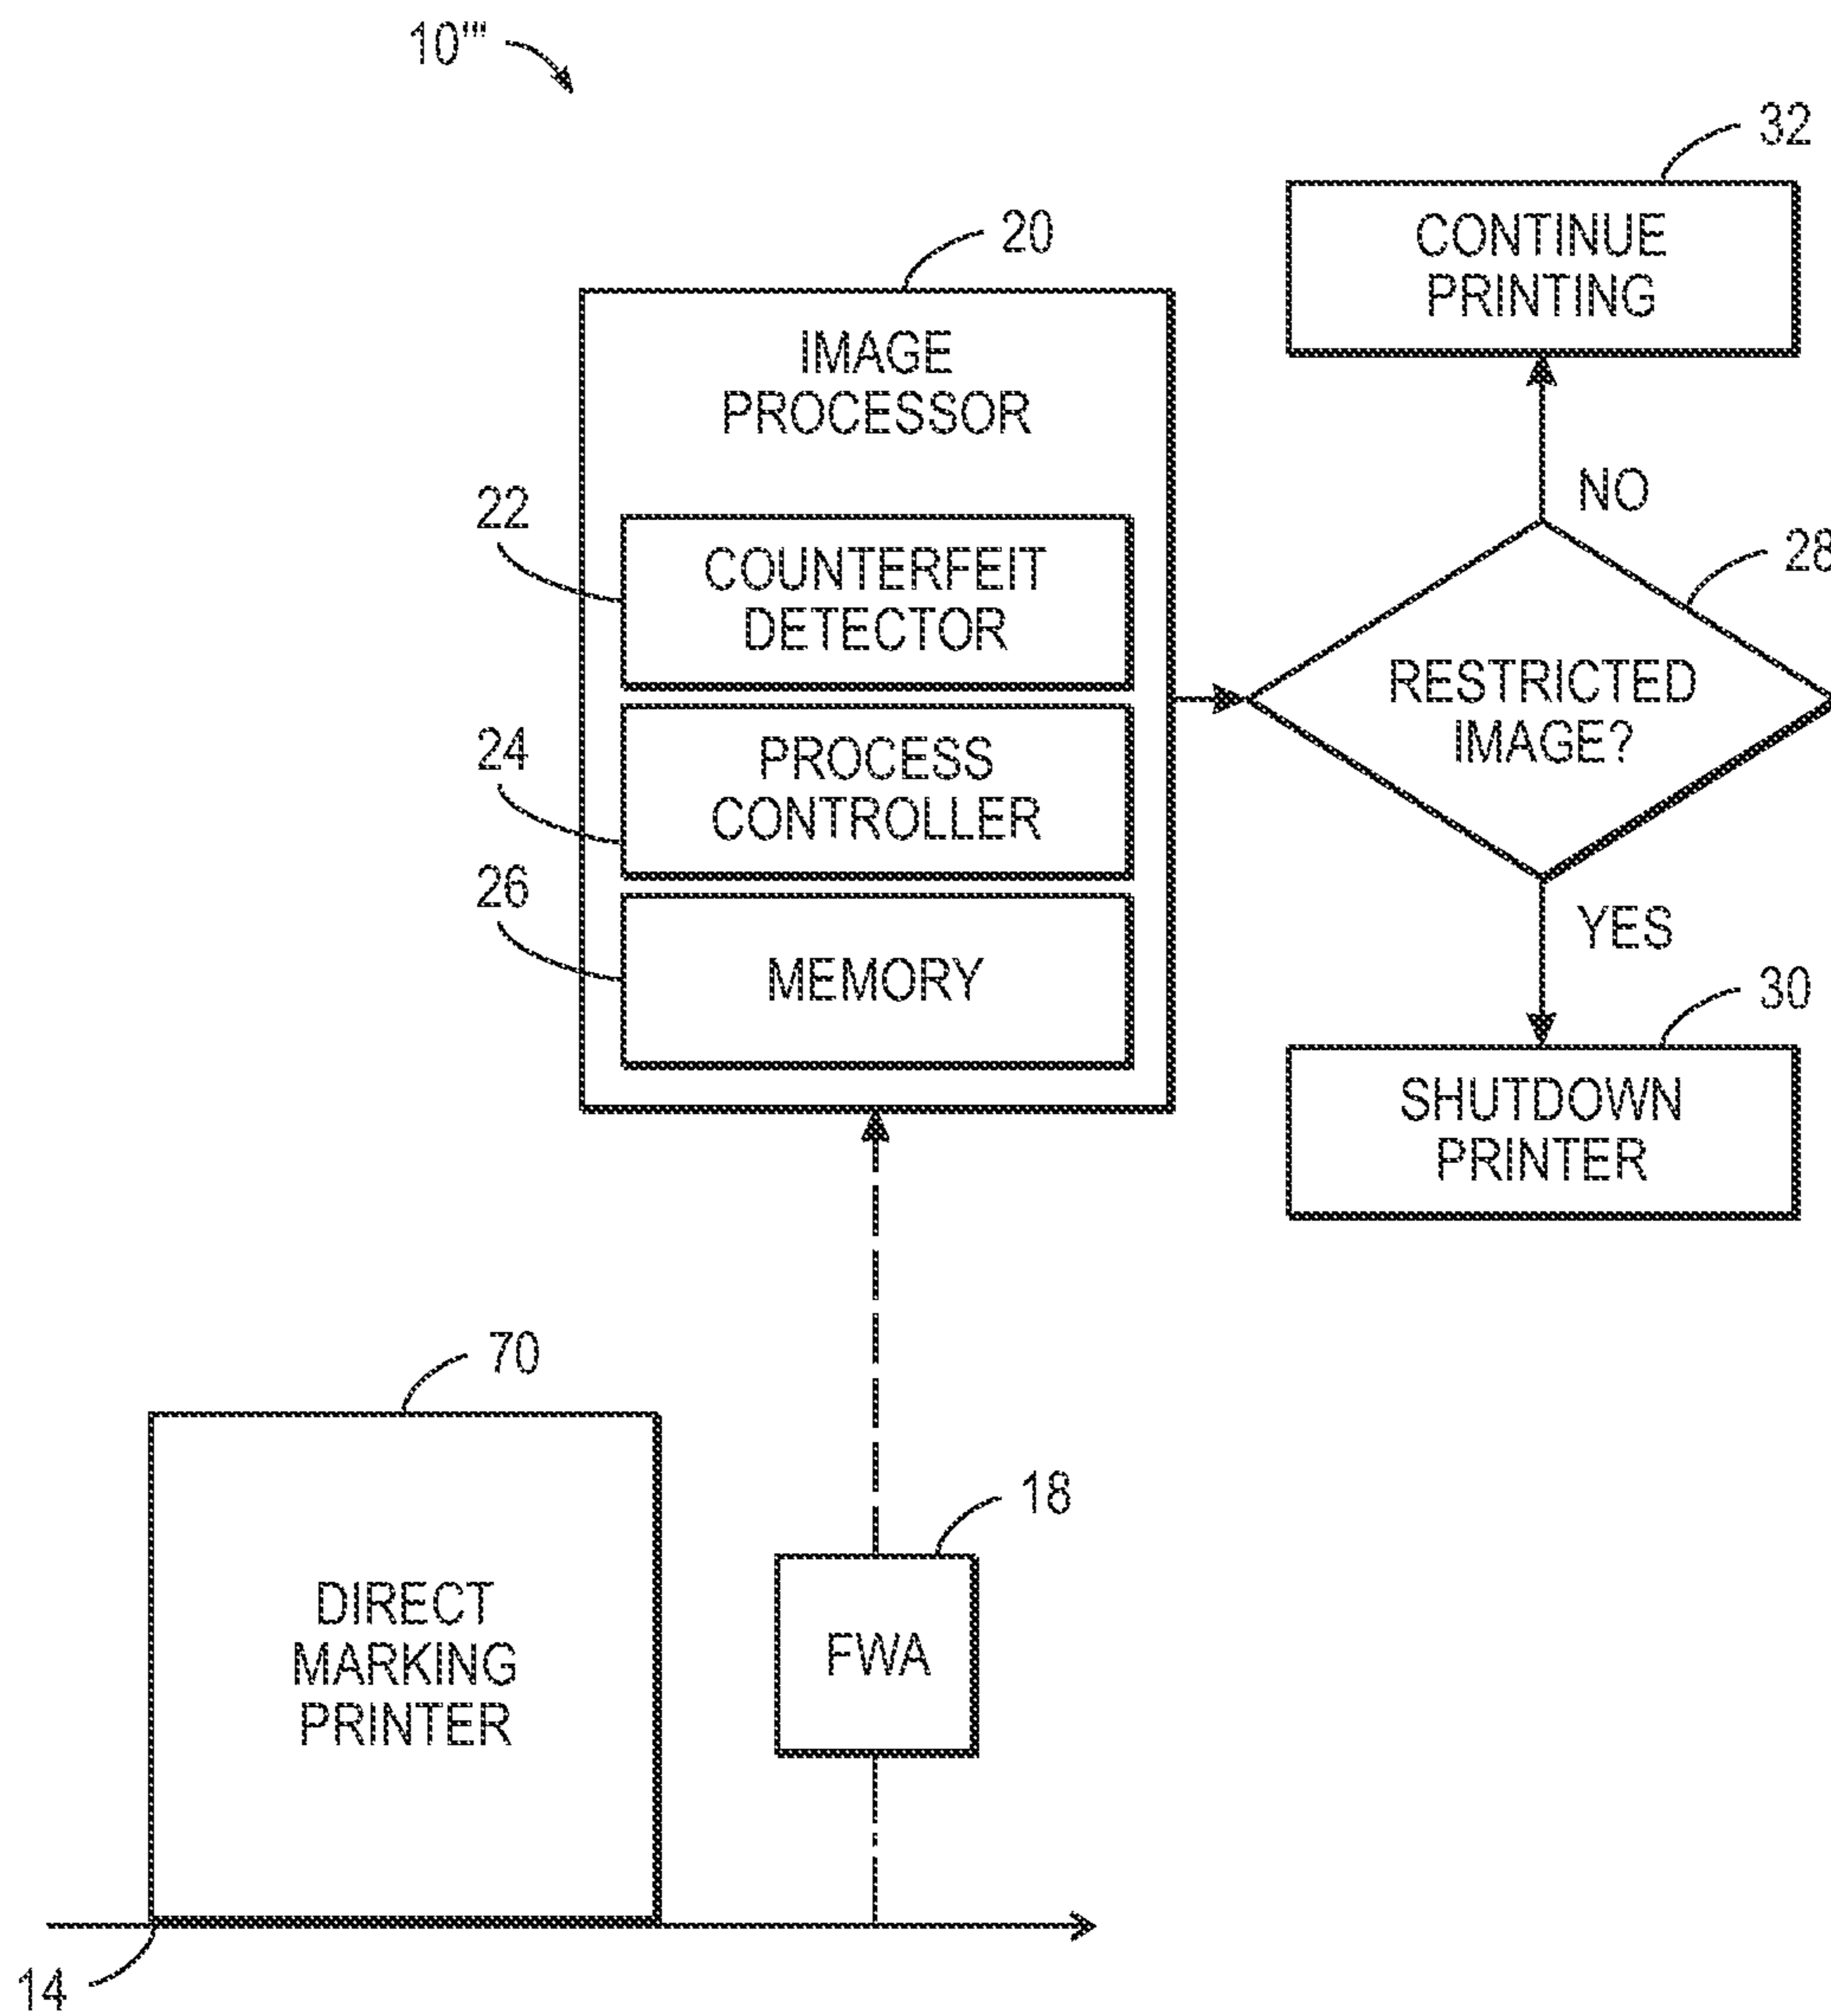 10'''
32
CONTINUE
PRINTING
20
IMAGE
PROCESSOR
NO
22
COUNTERFEIT
DETECTOR
28
RESTRICTED
IMAGE?
24
PROCESS
CONTROLLER
26
MEMORY
YES
30
SHUTDOWN
PRINTER
70
DIRECT
MARKING
PRINTER
18
FWA
14